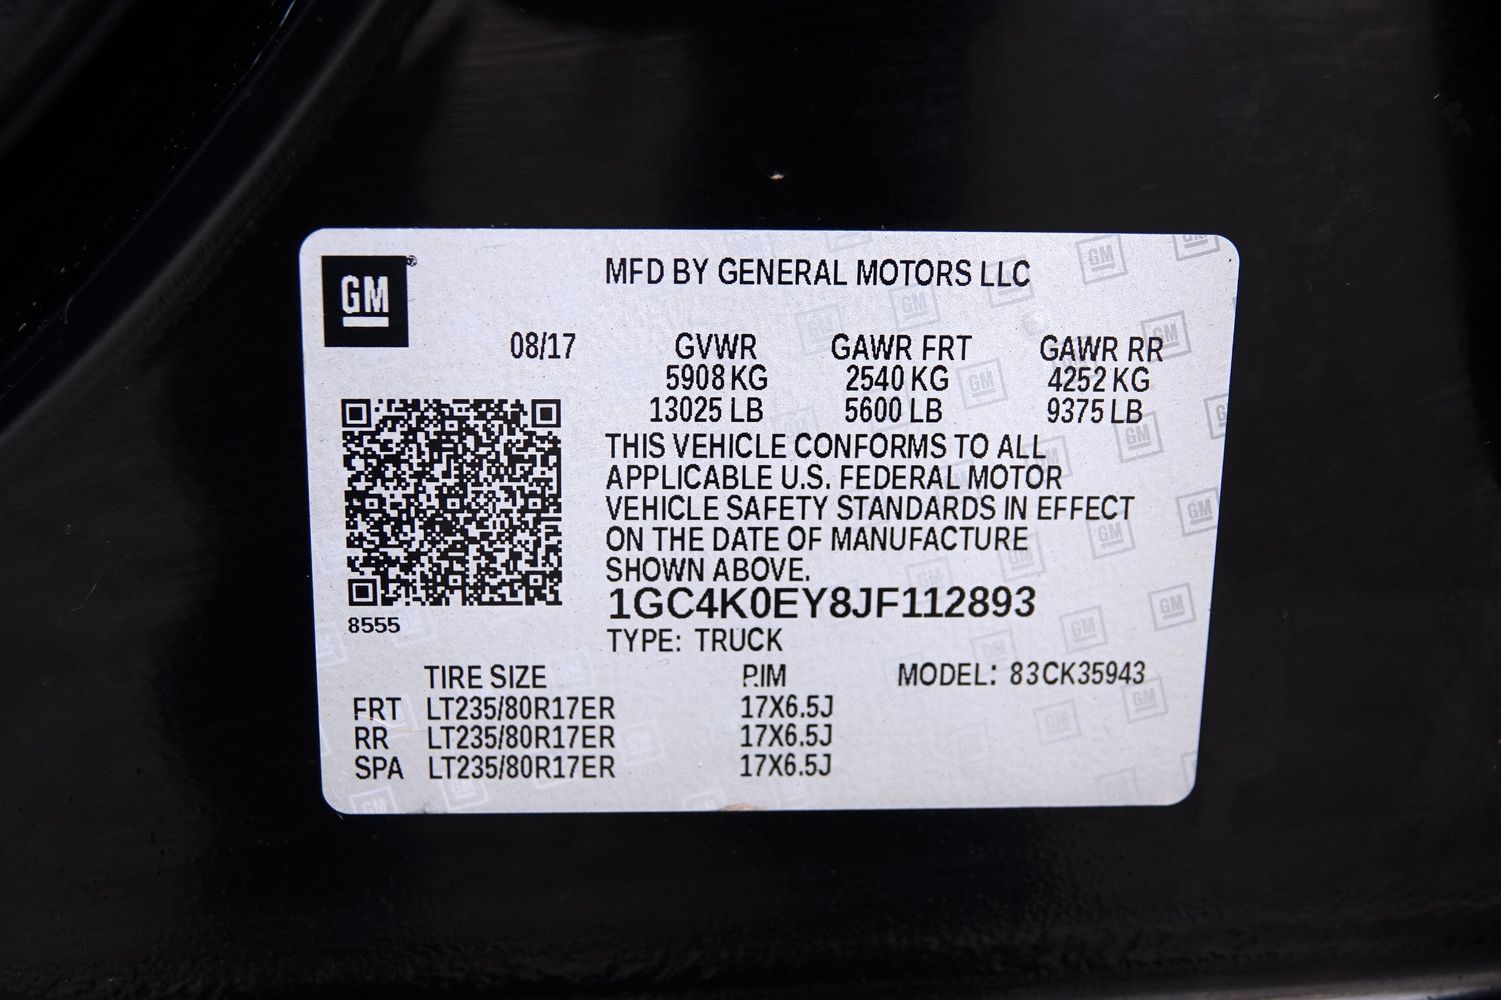 GM
MFD BY GENERAL MOTORS LLC
08/17 GVWR GAWR FRT GAWR RR
5908 KG 2540 KG 4252 KG
13025 LB 5600 LB 9375 LB
THIS VEHICLE CONFORMS TO ALL
APPLICABLE U.S. FEDERAL MOTOR
VEHICLE SAFETY STANDARDS IN EFFECT
ON THE DATE OF MANUFACTURE
SHOWN ABOVE.
1GC4K0EY8JF112893
8555
TYPE: TRUCK
TIRE SIZE RIM MODEL: 83CK35943
FRT LT235/80R17ER 17X6.5J
RR LT235/80R17ER 17X6.5J
SPA LT235/80R17ER 17X6.5J